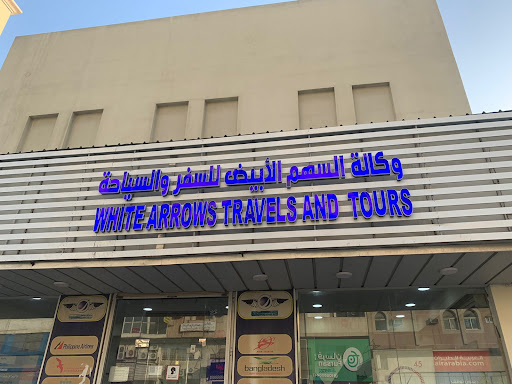 وكالة السهم الأبيض للسفر والسياحة
WHITE ARROWS TRAVELS AND TOURS
Philippine Airlines
bangladesh